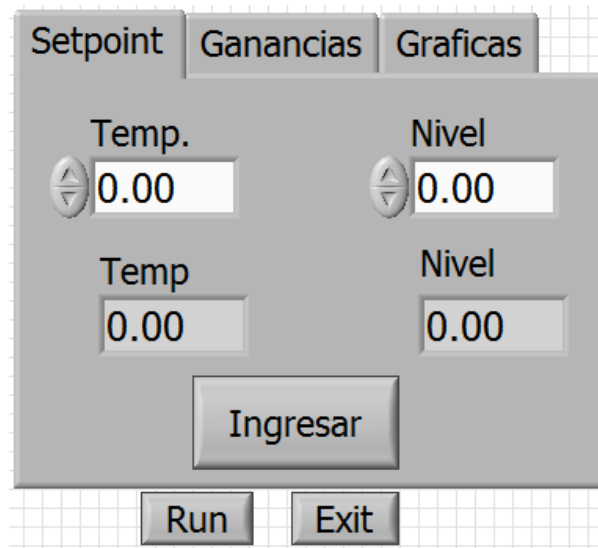 Setpoint Ganancias Graficas
Temp. Nivel
0.00 0.00
Temp Nivel
0.00 0.00
Ingresar
Run Exit